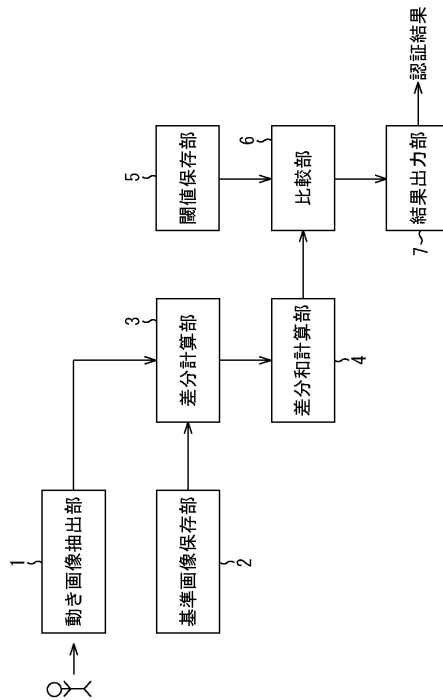 1
動き画像抽出部
基準画像保存部
2
3
差分計算部
差分和計算部
4
5
閾値保存部
6
比較部
7
結果出力部
認証結果